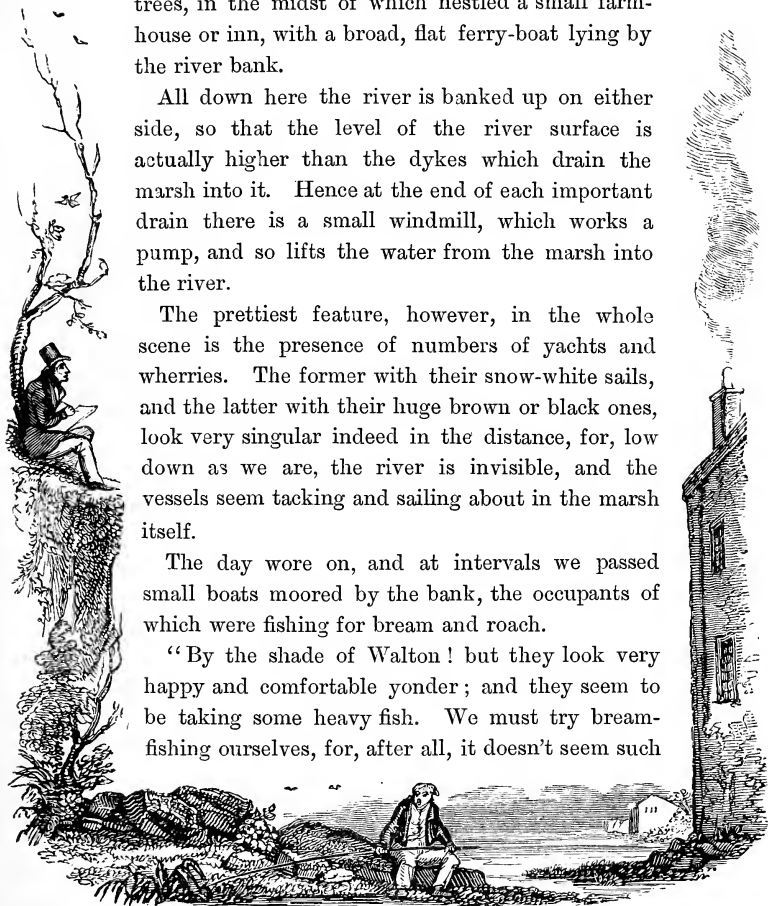 trees, in the midst of which nestled a small farm-
house or inn, with a broad, flat ferry-boat lying by
the river bank.
All down here the river is banked up on either
side, so that the level of the river surface is
actually higher than the dykes which drain the
marsh into it. Hence at the end of each important
drain there is a small windmill, which works a
pump, and so lifts the water from the marsh into
the river.
The prettiest feature, however, in the whole
scene is the presence of numbers of yachts and
wherries. The former with their snow-white sails,
and the latter with their huge brown or black ones,
look very singular indeed in the distance, for, low
down as we are, the river is invisible, and the
vessels seem tacking and sailing about in the marsh
itself.
The day wore on, and at intervals we passed
small boats moored by the bank, the occupants of
which were fishing for bream and roach.
"By the shade of Walton! but they look very
happy and comfortable yonder; and they seem to
be taking some heavy fish. We must try bream-
fishing ourselves, for, after all, it doesn't seem such